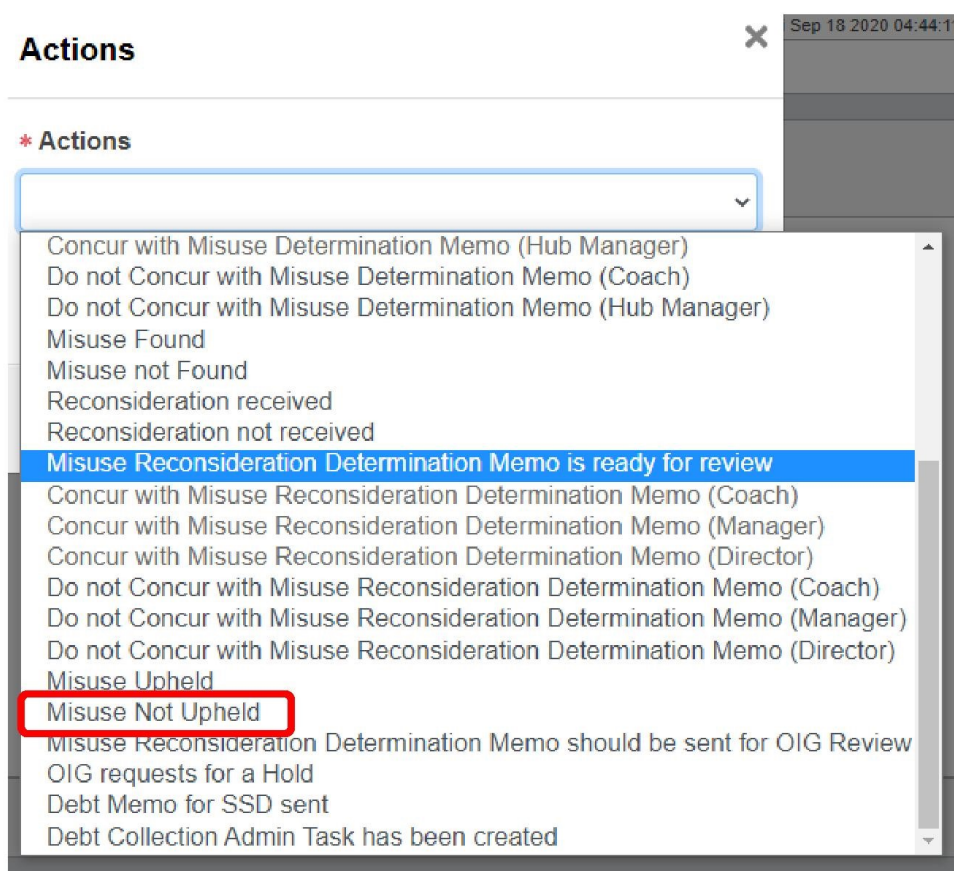 Sep 18 2020 04:44:1
Actions
* Actions
Concur with Misuse Determination Memo (Hub Manager)
Do not Concur with Misuse Determination Memo (Coach)
Do not Concur with Misuse Determination Memo (Hub Manager)
Misuse Found
Misuse not Found
Reconsideration received
Reconsideration not received
Misuse Reconsideration Determination Memo is ready for review
Concur with Misuse Reconsideration Determination Memo (Coach)
Concur with Misuse Reconsideration Determination Memo (Manager)
Concur with Misuse Reconsideration Determination Memo (Director)
Do not Concur with Misuse Reconsideration Determination Memo (Coach)
Do not Concur with Misuse Reconsideration Determination Memo (Manager)
Do not Concur with Misuse Reconsideration Determination Memo (Director)
Misuse Upheld
Misuse Not Upheld
Misuse Reconsideration Determination Memo should be sent for OIG Review
OIG requests for a Hold
Debt Memo for SSD sent
Debt Collection Admin Task has been created